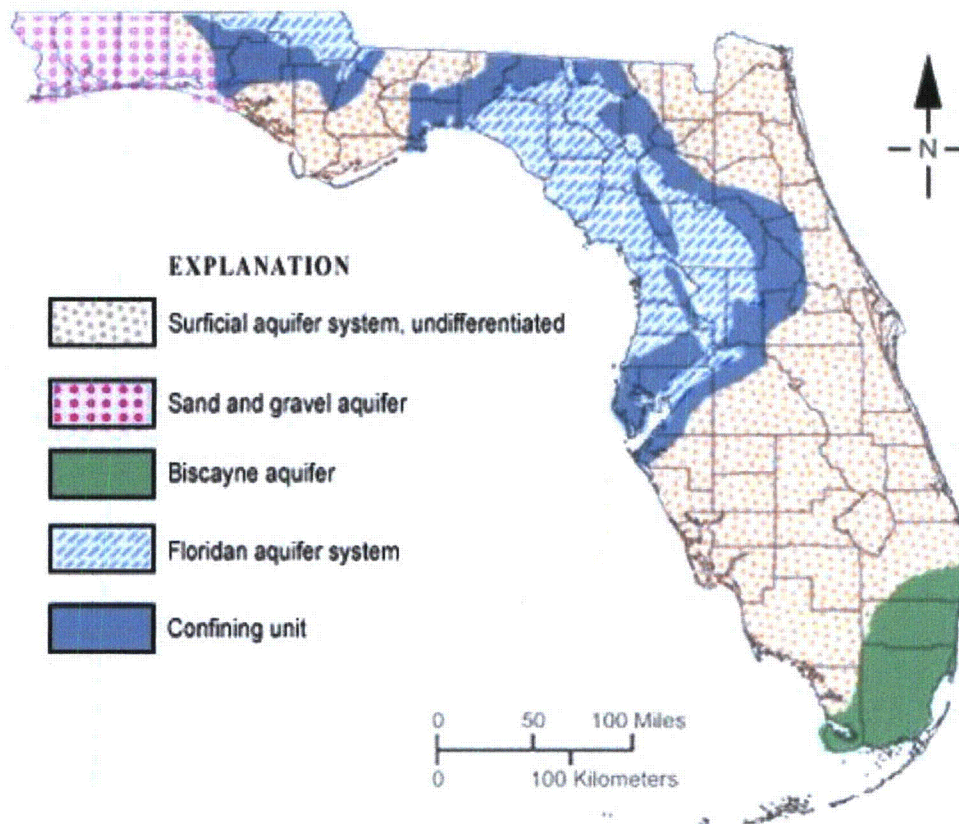 N
EXPLANATION
Surficial aquifer system, undifferentiated
Sand and gravel aquifer
Biscayne aquifer
Floridan aquifer system
Confining unit
0 50 100 Miles
0 100 Kilometers